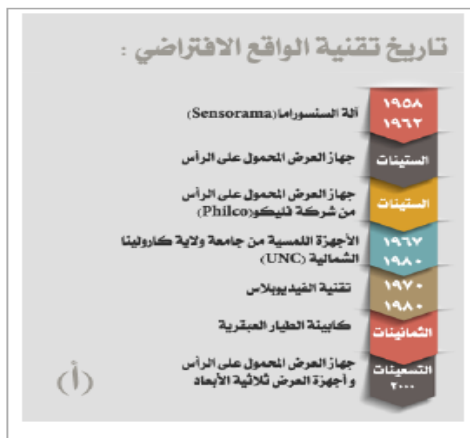 تاريخ تقنية الواقع الافتراضي :
١٩٥٨
١٩٦٢
آلة السنسوراما (Sensorama)
الستينات
جهاز العرض المحمول على الرأس
الستينات
جهاز العرض المحمول على الرأس
من شركة فليكو (Philco)
١٩٦٧
١٩٨٠
الأجهزة اللمسية من جامعة ولاية كارولينا
الشمالية (UNC)
١٩٧٠
١٩٨٠
تقنية الفيديوبلاس
الثمانينات
كابينة الطيار العبقرية
التسعينات
٢٠٠٠
جهاز العرض المحمول على الرأس
و أجهزة العرض ثلاثية الأبعاد
(أ)